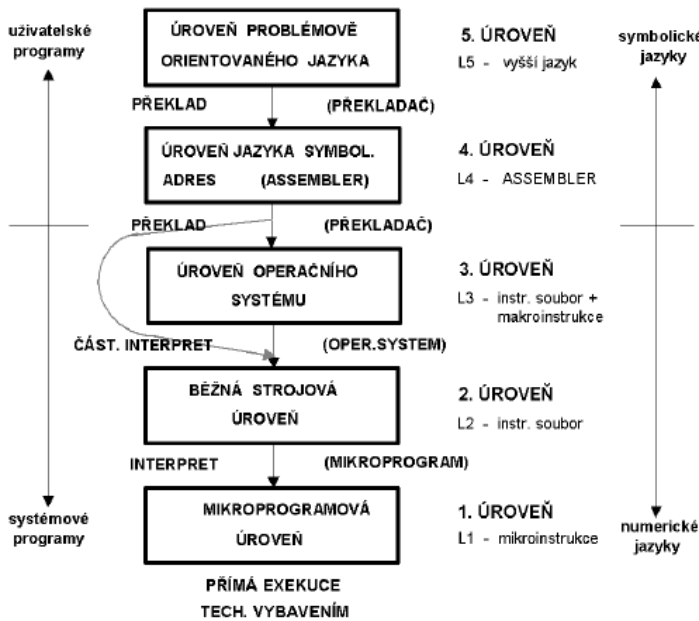 uživatelské
programy
ÚROVEŇ PROBLÉMOVĚ
ORIENTOVANÉHO JAZYKA
5. ÚROVEŇ
L5 - vyšší jazyk
symbolické
jazyky
PŘEKLAD (PŘEKLADAČ)
ÚROVEŇ JAZYKA SYMBOL.
ADRES (ASSEMBLER)
4. ÚROVEŇ
L4 - ASSEMBLER
PŘEKLAD (PŘEKLADAČ)
ÚROVEŇ OPERAČNÍHO
SYSTÉMU
3. ÚROVEŇ
L3 - instr. soubor +
makroinstrukce
ČÁST. INTERPRET (OPER.SYSTEM)
BĚŽNÁ STROJOVÁ
ÚROVEŇ
2. ÚROVEŇ
L2 - instr. soubor
INTERPRET (MIKROPROGRAM)
systémové
programy
MIKROPROGRAMOVÁ
ÚROVEŇ
1. ÚROVEŇ
L1 - mikroinstrukce
numerické
jazyky
PŘÍMÁ EXEKUCE
TECH. VYBAVENÍM